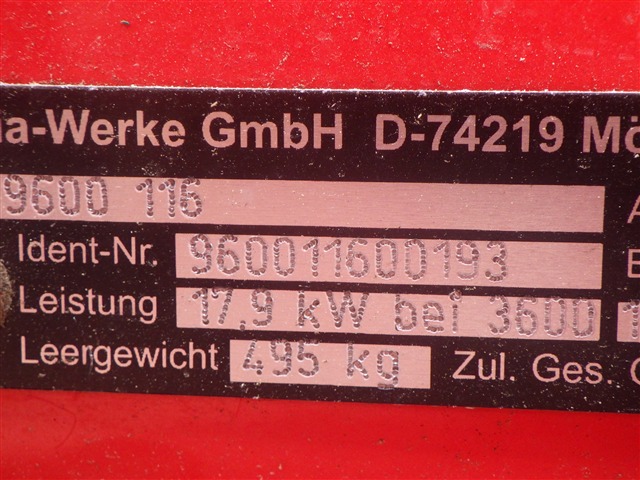 a-Werke GmbH D-74219 Mö
9600 116
Ident-Nr. 960011600193
Leistung 17,9 kW bei 3600
Leergewicht 495 kg Zul. Ges.